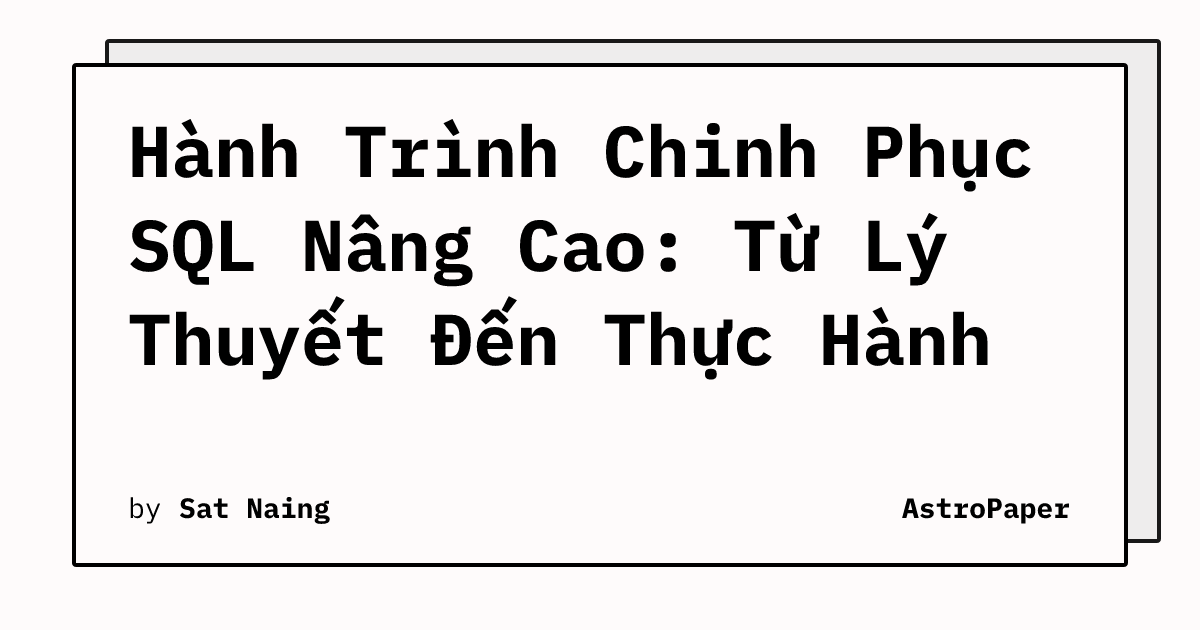 Hành Trình Chinh Phục
SQL Nâng Cao: Từ Lý
Thuyết Đến Thực Hành
by Sat Naing
AstroPaper